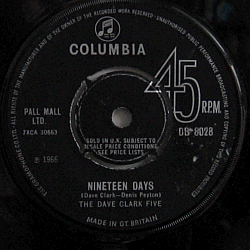 COLUMBIA
45
R.P.M.
PALL MALL
LTD.
7XCA 30663
SOLD IN U.K. SUBJECT TO
RESALE PRICE CONDITIONS
SEE PRICE LISTS
DB 8028
℗ 1966
NINETEEN DAYS
(Dave Clark—Denis Payton)
THE DAVE CLARK FIVE
MADE IN GT. BRITAIN